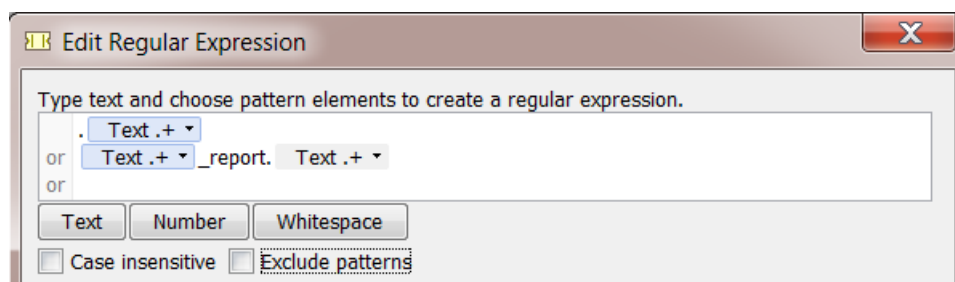 Edit Regular Expression
Type text and choose pattern elements to create a regular expression.
. Text .+
or Text .+ _report. Text .+
or
Text Number Whitespace
Case insensitive Exclude patterns